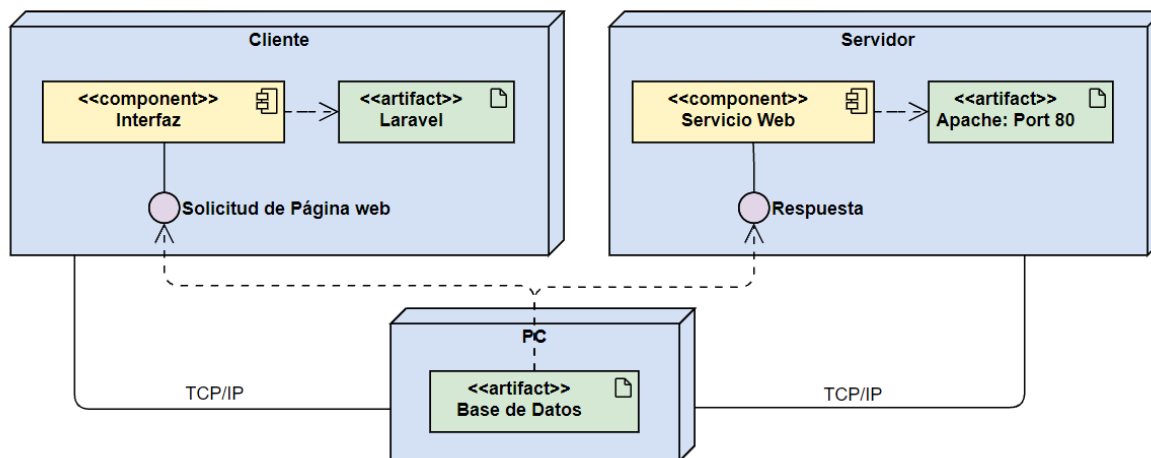 Cliente
<<component>>
Interfaz
<<artifact>>
Laravel
Solicitud de Página web
Servidor
<<component>>
Servicio Web
<<artifact>>
Apache: Port 80
Respuesta
PC
<<artifact>>
Base de Datos
TCP/IP
TCP/IP